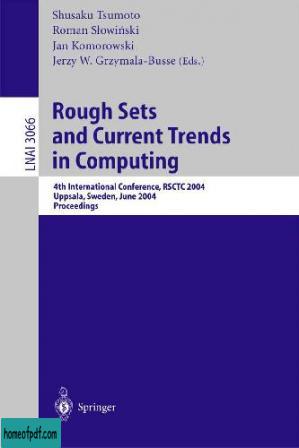 Shusaku Tsumoto
Roman Słowiński
Jan Komorowski
Jerzy W. Grzymala-Busse (Eds.)
LNAI 3066
Rough Sets
and Current Trends
in Computing
4th International Conference, RSCTC 2004
Uppsala, Sweden, June 2004
Proceedings
Springer
homeofpdf.com